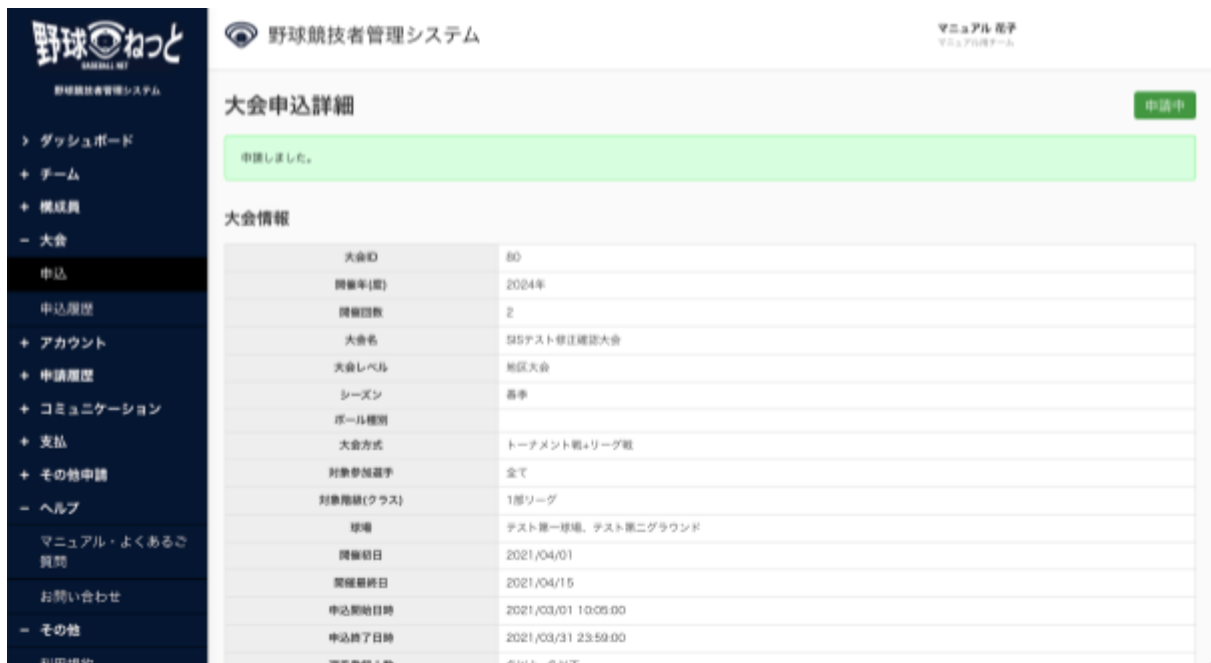 野球ねっと
BASEBALL NET
野球競技者管理システム
野球競技者管理システム
マニュアル 花子
マニュアル用チーム
大会申込詳細
申請中
申請しました。
> ダッシュボード
+ チーム
+ 構成員
− 大会
申込
申込履歴
+ アカウント
+ 申請履歴
+ コミュニケーション
+ 支払
+ その他申請
− ヘルプ
マニュアル・よくあるご
質問
お問い合わせ
− その他
利用規約
大会情報
大会ID 80
開催年(度) 2024年
開催回数 2
大会名 SISテスト修正確認大会
大会レベル 地区大会
シーズン 春季
ボール種別
大会方式 トーナメント戦+リーグ戦
対象参加選手 全て
対象階級(クラス) 1部リーグ
球場 テスト第一球場、テスト第二グラウンド
開催初日 2021/04/01
開催最終日 2021/04/15
申込開始日時 2021/03/01 10:05:00
申込終了日時 2021/03/31 23:59:00